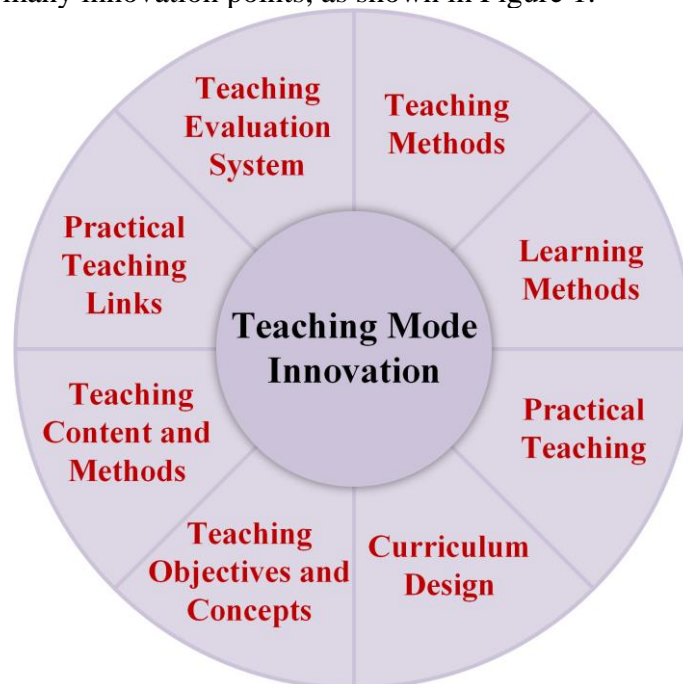 many innovation points, as shown in Figure 1.
Teaching
Evaluation
System
Teaching
Methods
Learning
Methods
Practical
Teaching
Curriculum
Design
Teaching
Objectives and
Concepts
Teaching
Content and
Methods
Practical
Teaching
Links
Teaching Mode
Innovation